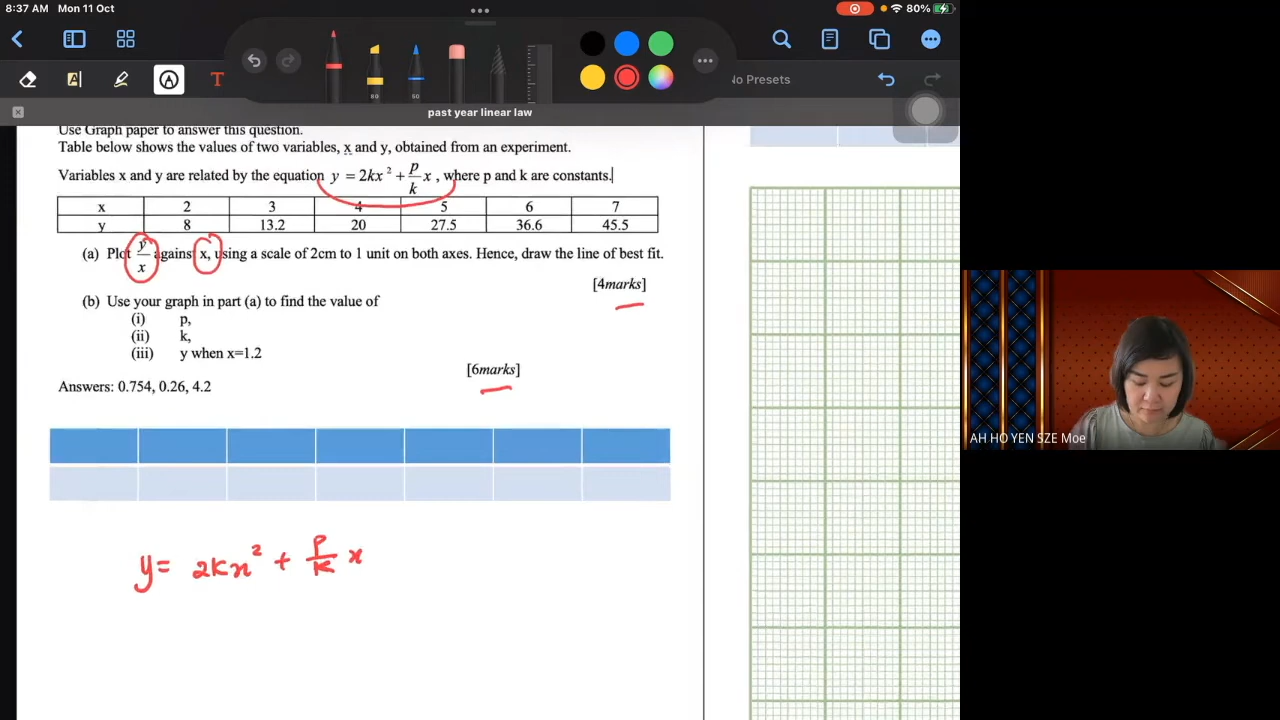 8:37 AM Mon 11 Oct
80%
80
50
No Presets
past year linear law
Use Graph paper to answer this question.
Table below shows the values of two variables, x and y, obtained from an experiment.
Variables x and y are related by the equation y = 2kx² + p/k x , where p and k are constants.
x 2 3 4 5 6 7
y 8 13.2 20 27.5 36.6 45.5
(a) Plot y/x against x, using a scale of 2cm to 1 unit on both axes. Hence, draw the line of best fit.
[4marks]
(b) Use your graph in part (a) to find the value of
(i) p,
(ii) k,
(iii) y when x=1.2
[6marks]
Answers: 0.754, 0.26, 4.2
y= 2kx² + p/k x
AH HO YEN SZE Moe